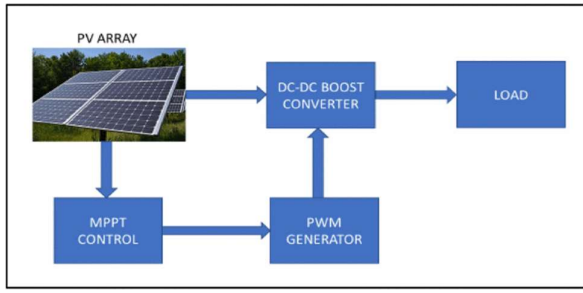 PV ARRAY
DC-DC BOOST
CONVERTER
LOAD
MPPT
CONTROL
PWM
GENERATOR